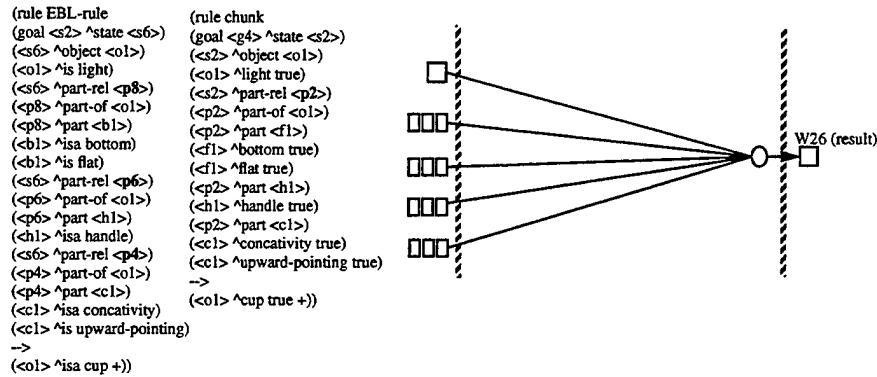 (rule EBL-rule
(goal <s2> ^state <s6>)
(<s6> ^object <o1>)
(<o1> ^is light)
(<s6> ^part-rel <p8>)
(<p8> ^part-of <o1>)
(<p8> ^part <b1>)
(<b1> ^isa bottom)
(<b1> ^is flat)
(<s6> ^part-rel <p6>)
(<p6> ^part-of <o1>)
(<p6> ^part <h1>)
(<h1> ^isa handle)
(<s6> ^part-rel <p4>)
(<p4> ^part-of <o1>)
(<p4> ^part <c1>)
(<c1> ^isa concativity)
(<c1> ^is upward-pointing)
-->
(<o1> ^isa cup +))
(rule chunk
(goal <g4> ^state <s2>)
(<s2> ^object <o1>)
(<o1> ^light true)
(<s2> ^part-rel <p2>)
(<p2> ^part-of <o1>)
(<p2> ^part <f1>)
(<f1> ^bottom true)
(<f1> ^flat true)
(<p2> ^part <h1>)
(<h1> ^handle true)
(<p2> ^part <c1>)
(<c1> ^concativity true)
(<c1> ^upward-pointing true)
-->
(<o1> ^cup true +))
W26 (result)